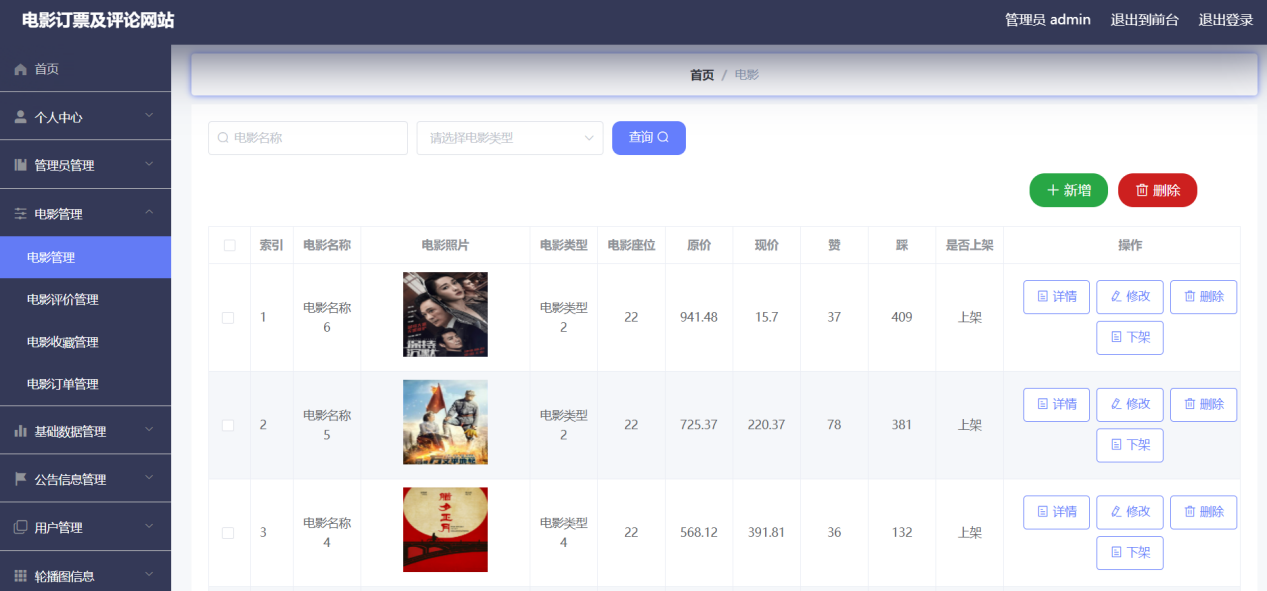 电影订票及评论网站
管理员 admin 退出到前台 退出登录
首页
个人中心
管理员管理
电影管理
电影管理
电影评价管理
电影收藏管理
电影订单管理
基础数据管理
公告信息管理
用户管理
轮播图信息
首页 / 电影
电影名称 请选择电影类型 查询
新增 删除
索引 电影名称 电影照片 电影类型 电影座位 原价 现价 赞 踩 是否上架 操作
1 电影名称6 保持沉默 电影类型2 22 941.48 15.7 37 409 上架 详情 修改 删除
下架
2 电影名称5 电影类型2 22 725.37 220.37 78 381 上架 详情 修改 删除
下架
3 电影名称4 腊月正月 电影类型4 22 568.12 391.81 36 132 上架 详情 修改 删除
下架